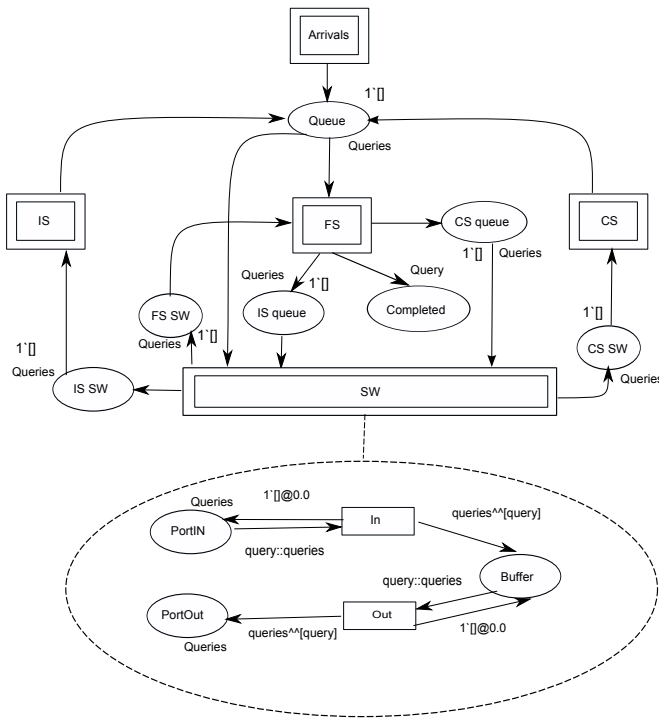 Arrivals
1`[]
Queue
Queries
IS
FS
CS queue
CS
1`[]
Queries
Queries
1`[]
Query
IS queue
Completed
FS SW
Queries
1`[]
1`[]
CS SW
Queries
1`[]
Queries
IS SW
SW
1`[]@0.0
Queries
In
PortIN
queries^^[query]
query::queries
Buffer
query::queries
PortOut
Out
queries^^[query]
1`[]@0.0
Queries